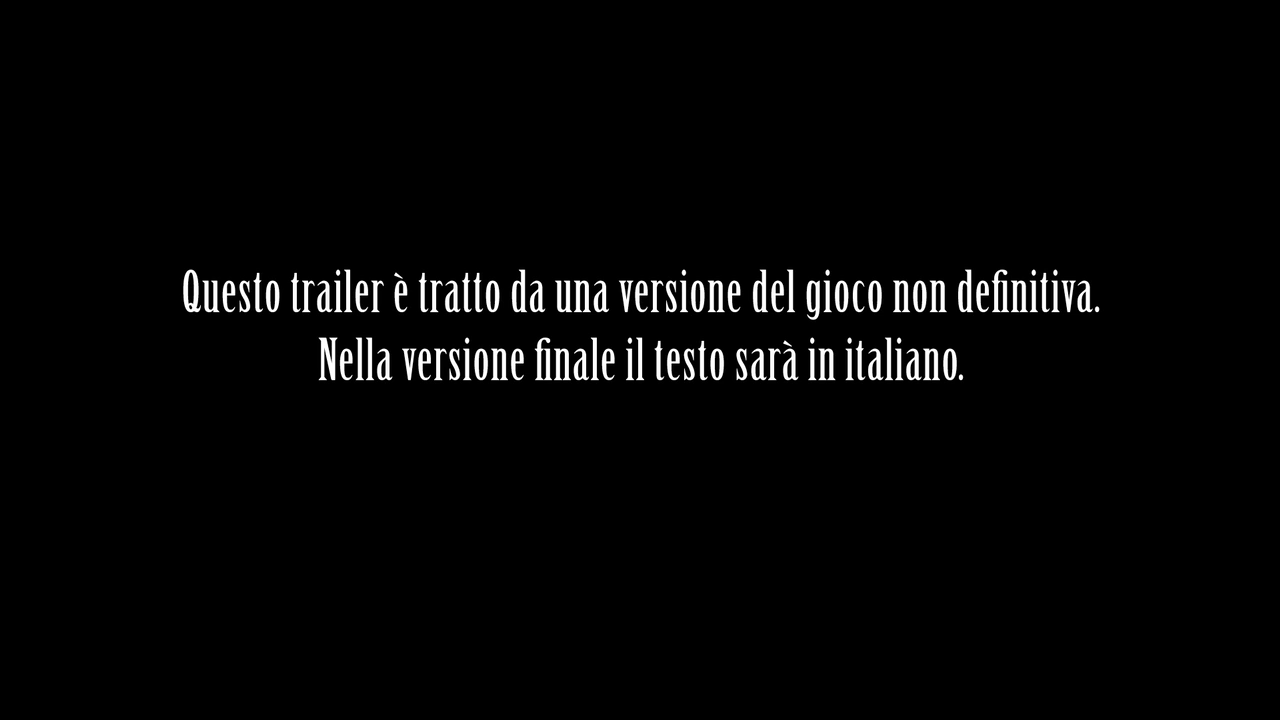 Questo trailer è tratto da una versione del gioco non definitiva.
Nella versione finale il testo sarà in italiano.